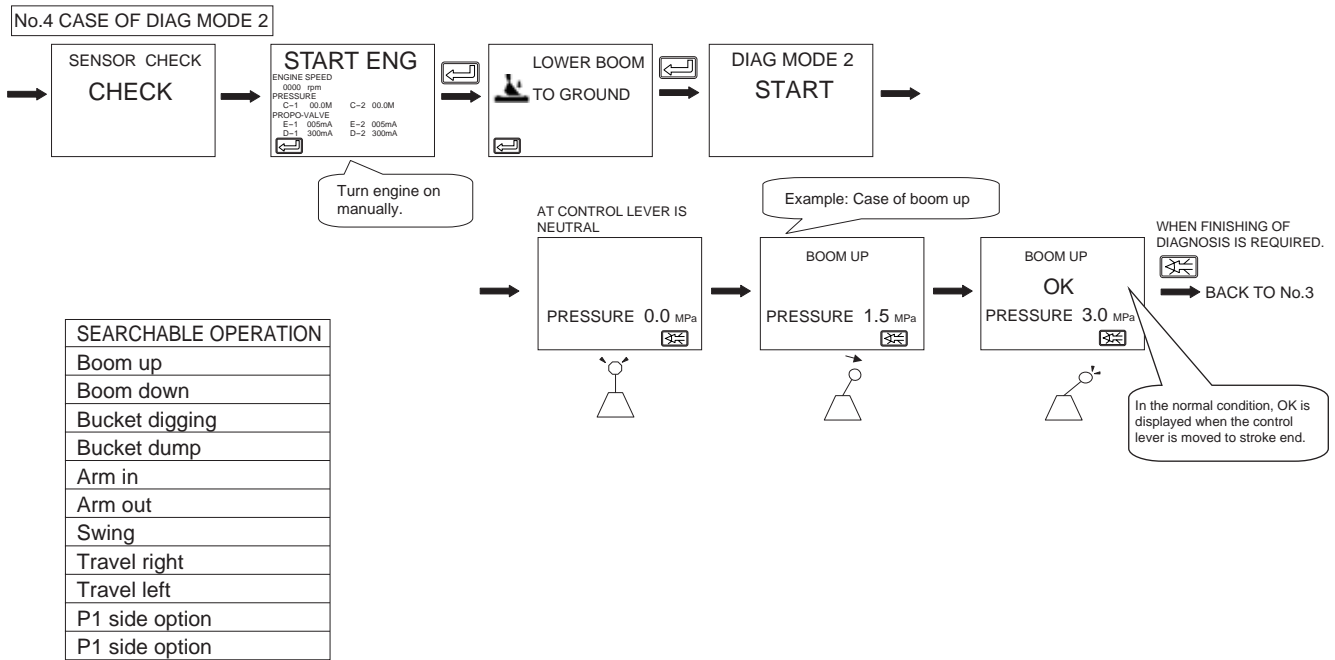 No.4 CASE OF DIAG MODE 2
SENSOR CHECK
CHECK
START ENG
ENGINE SPEED
0000 rpm
PRESSURE
C−1 00.0M C−2 00.0M
PROPO-VALVE
E−1 005mA E−2 005mA
D−1 300mA D−2 300mA
Turn engine on
manually.
LOWER BOOM
TO GROUND
DIAG MODE 2
START
AT CONTROL LEVER IS
NEUTRAL
PRESSURE 0.0 MPa
Example: Case of boom up
BOOM UP
PRESSURE 1.5 MPa
BOOM UP
OK
PRESSURE 3.0 MPa
WHEN FINISHING OF
DIAGNOSIS IS REQUIRED.
BACK TO No.3
In the normal condition, OK is
displayed when the control
lever is moved to stroke end.
SEARCHABLE OPERATION
Boom up
Boom down
Bucket digging
Bucket dump
Arm in
Arm out
Swing
Travel right
Travel left
P1 side option
P1 side option